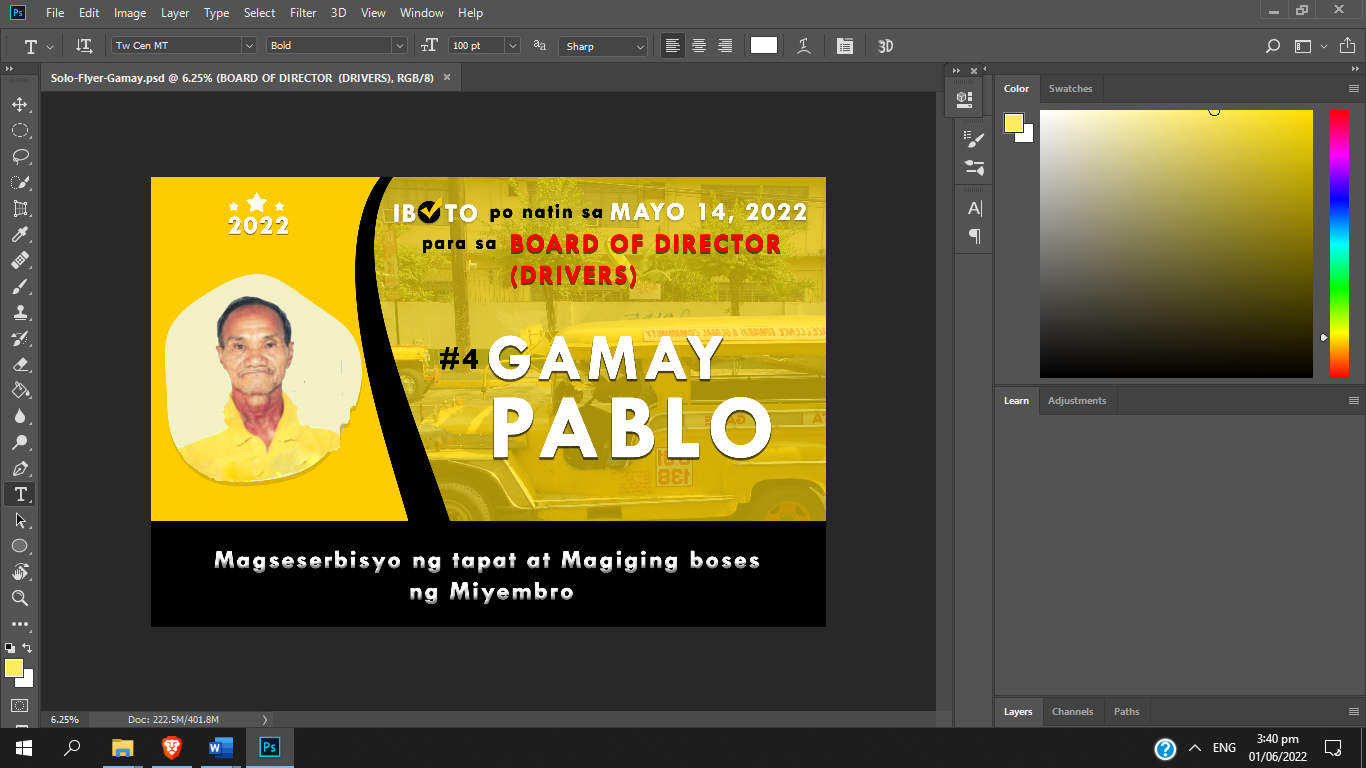 Ps File Edit Image Layer Type Select Filter 3D View Window Help
T Tw Cen MT Bold 100 pt Sharp 3D
Solo-Flyer-Gamay.psd @ 6.25% (BOARD OF DIRECTOR (DRIVERS), RGB/8)
Color Swatches
2022
IBOTO po natin sa MAYO 14, 2022
para sa BOARD OF DIRECTOR
(DRIVERS)
#4 GAMAY
PABLO
Magseserbisyo ng tapat at Magiging boses
ng Miyembro
Learn Adjustments
6.25% Doc: 222.5M/401.8M
Layers Channels Paths
ENG 3:40 pm
01/06/2022